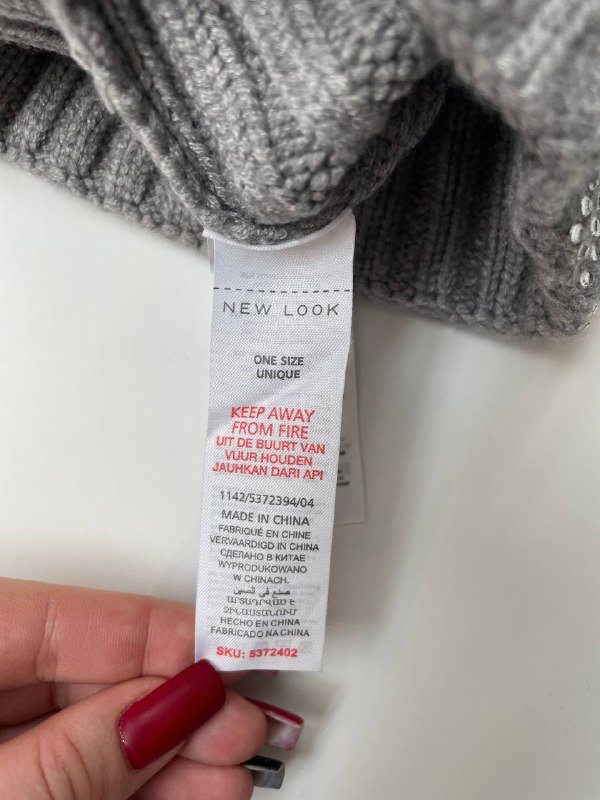 NEW LOOK
ONE SIZE
UNIQUE
KEEP AWAY
FROM FIRE
UIT DE BUURT VAN
VUUR HOUDEN
JAUHKAN DARI API
1142/5372394/04
MADE IN CHINA
FABRIQUÉ EN CHINE
VERVAARDIGD IN CHINA
СДЕЛАНО В КИТАЕ
WYPRODUKOWANO
W CHINACH.
صنع في الصين
ԱՐՏԱԴՐՎԱԾ Է
ՉԻՆԱՍՏԱՆՈՒՄ
HECHO EN CHINA
FABRICADO NA CHINA
SKU: 5372402